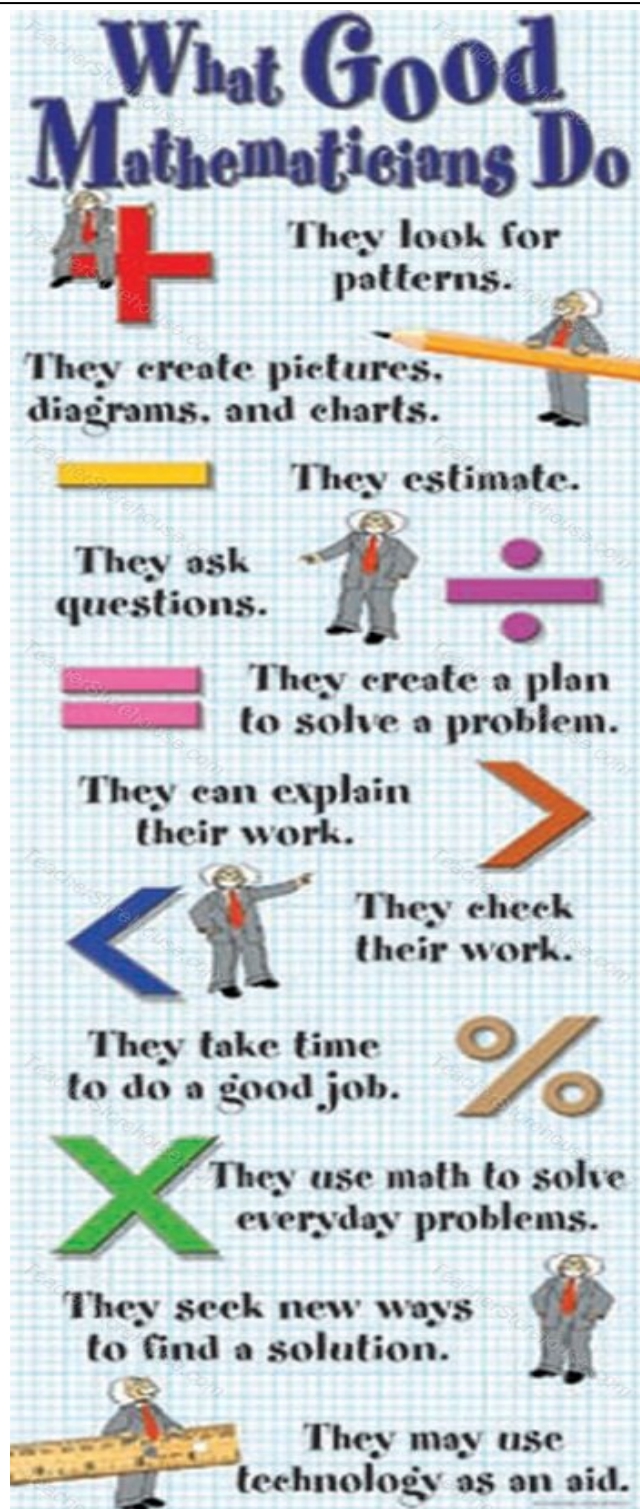 What Good
Mathematicians Do
They look for
patterns.
They create pictures,
diagrams, and charts.
They estimate.
They ask
questions.
They create a plan
to solve a problem.
They can explain
their work.
They check
their work.
They take time
to do a good job.
They use math to solve
everyday problems.
They seek new ways
to find a solution.
They may use
technology as an aid.
TeacherStorehouse.com